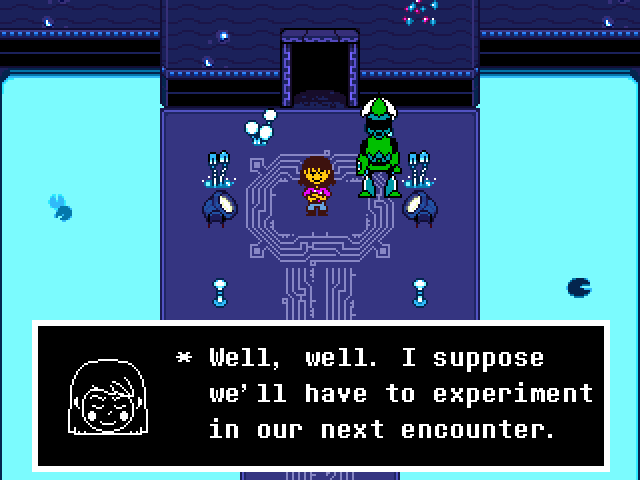 * Well, well. I suppose
we'll have to experiment
in our next encounter.